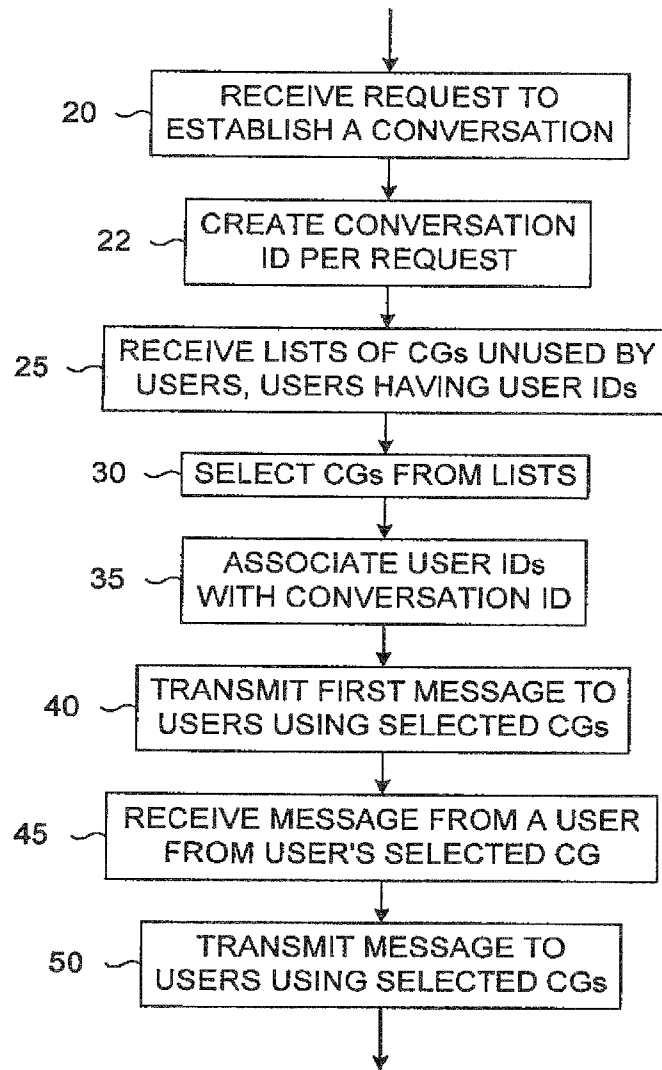 20
RECEIVE REQUEST TO
ESTABLISH A CONVERSATION
22
CREATE CONVERSATION
ID PER REQUEST
25
RECEIVE LISTS OF CGs UNUSED BY
USERS, USERS HAVING USER IDs
30
SELECT CGs FROM LISTS
35
ASSOCIATE USER IDs
WITH CONVERSATION ID
40
TRANSMIT FIRST MESSAGE TO
USERS USING SELECTED CGs
45
RECEIVE MESSAGE FROM A USER
FROM USER'S SELECTED CG
50
TRANSMIT MESSAGE TO
USERS USING SELECTED CGs